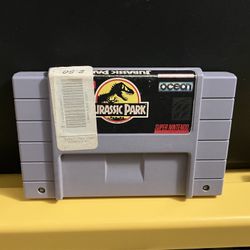 JURASSIC PARK
ocean
JURASSIC PARK
SUPER NINTENDO